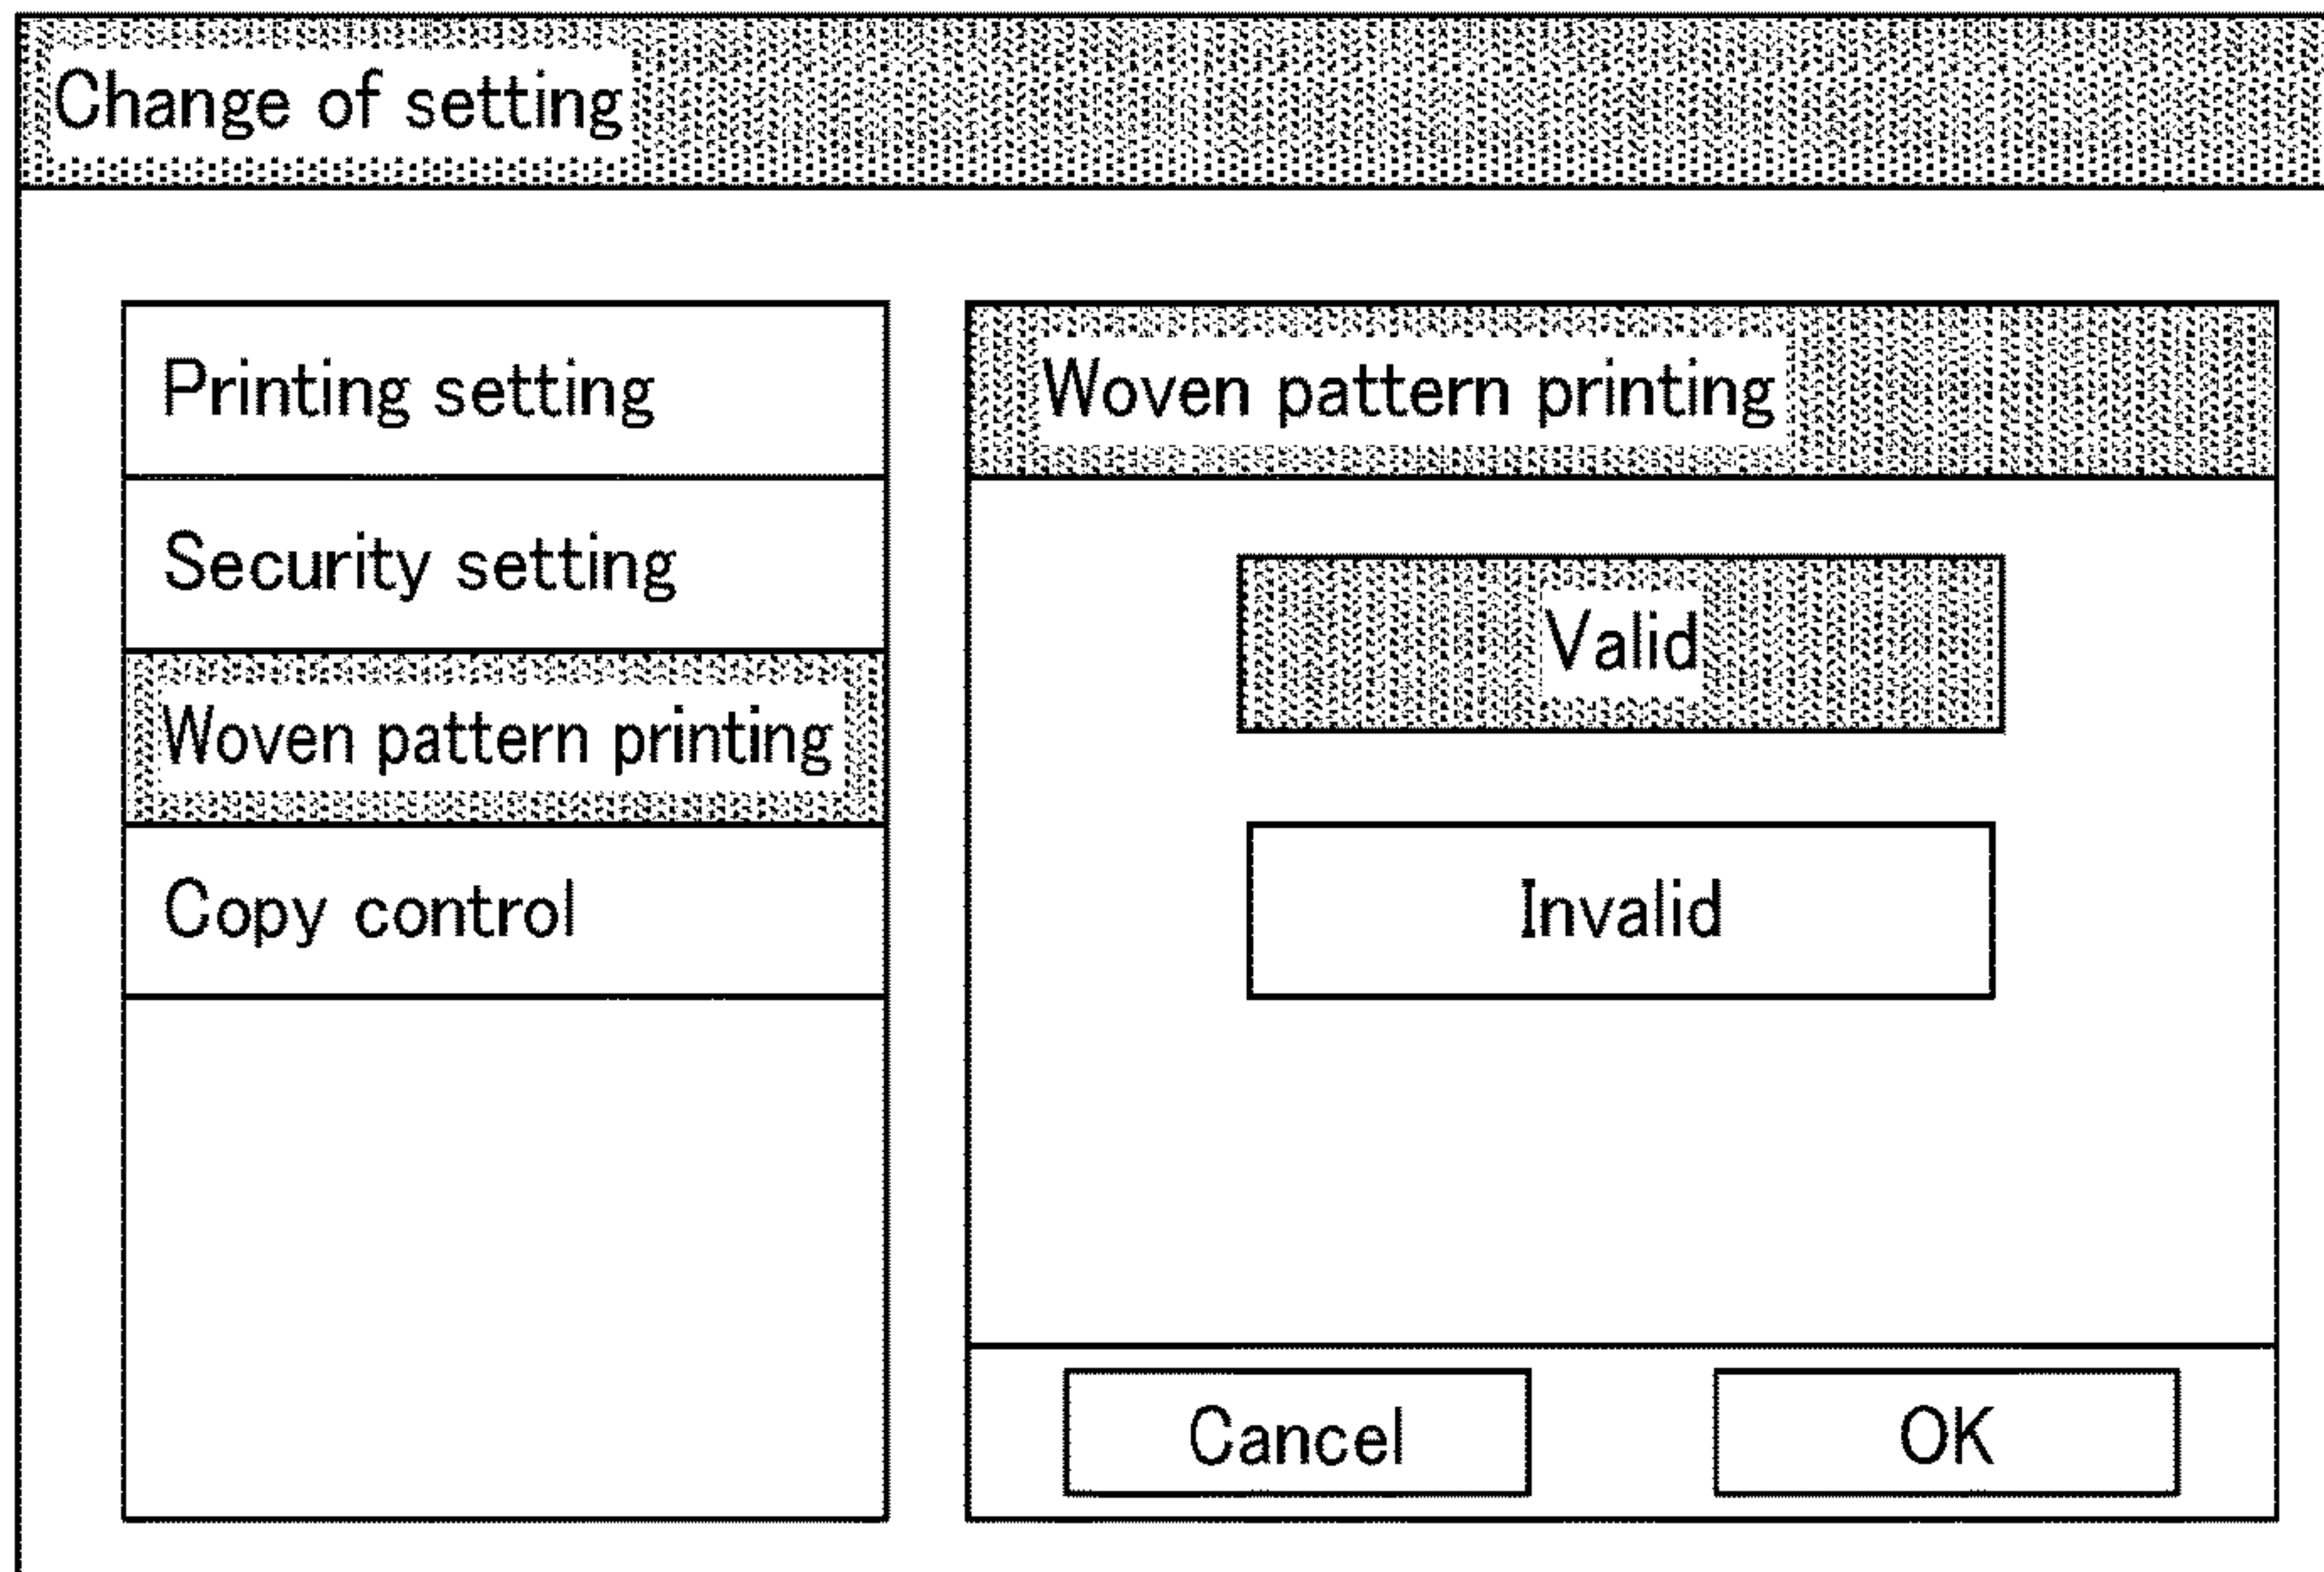 Change of setting
Printing setting
Security setting
Woven pattern printing
Copy control
Woven pattern printing
Valid
Invalid
Cancel
OK